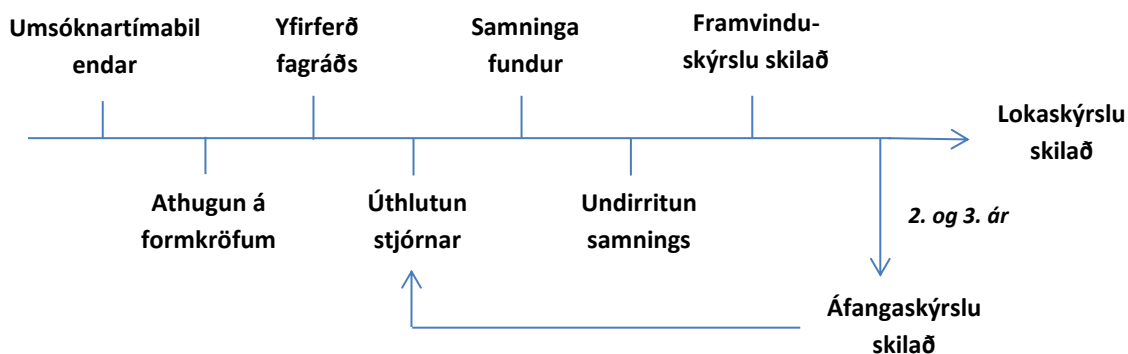 Umsóknartímabil
endar
Yfirferð
fagráðs
Samninga
fundur
Framvindu-
skýrslu skilað
Lokaskýrslu
skilað
Athugun á
formkröfum
Úthlutun
stjórnar
Undirritun
samnings
2. og 3. ár
Áfangaskýrslu
skilað